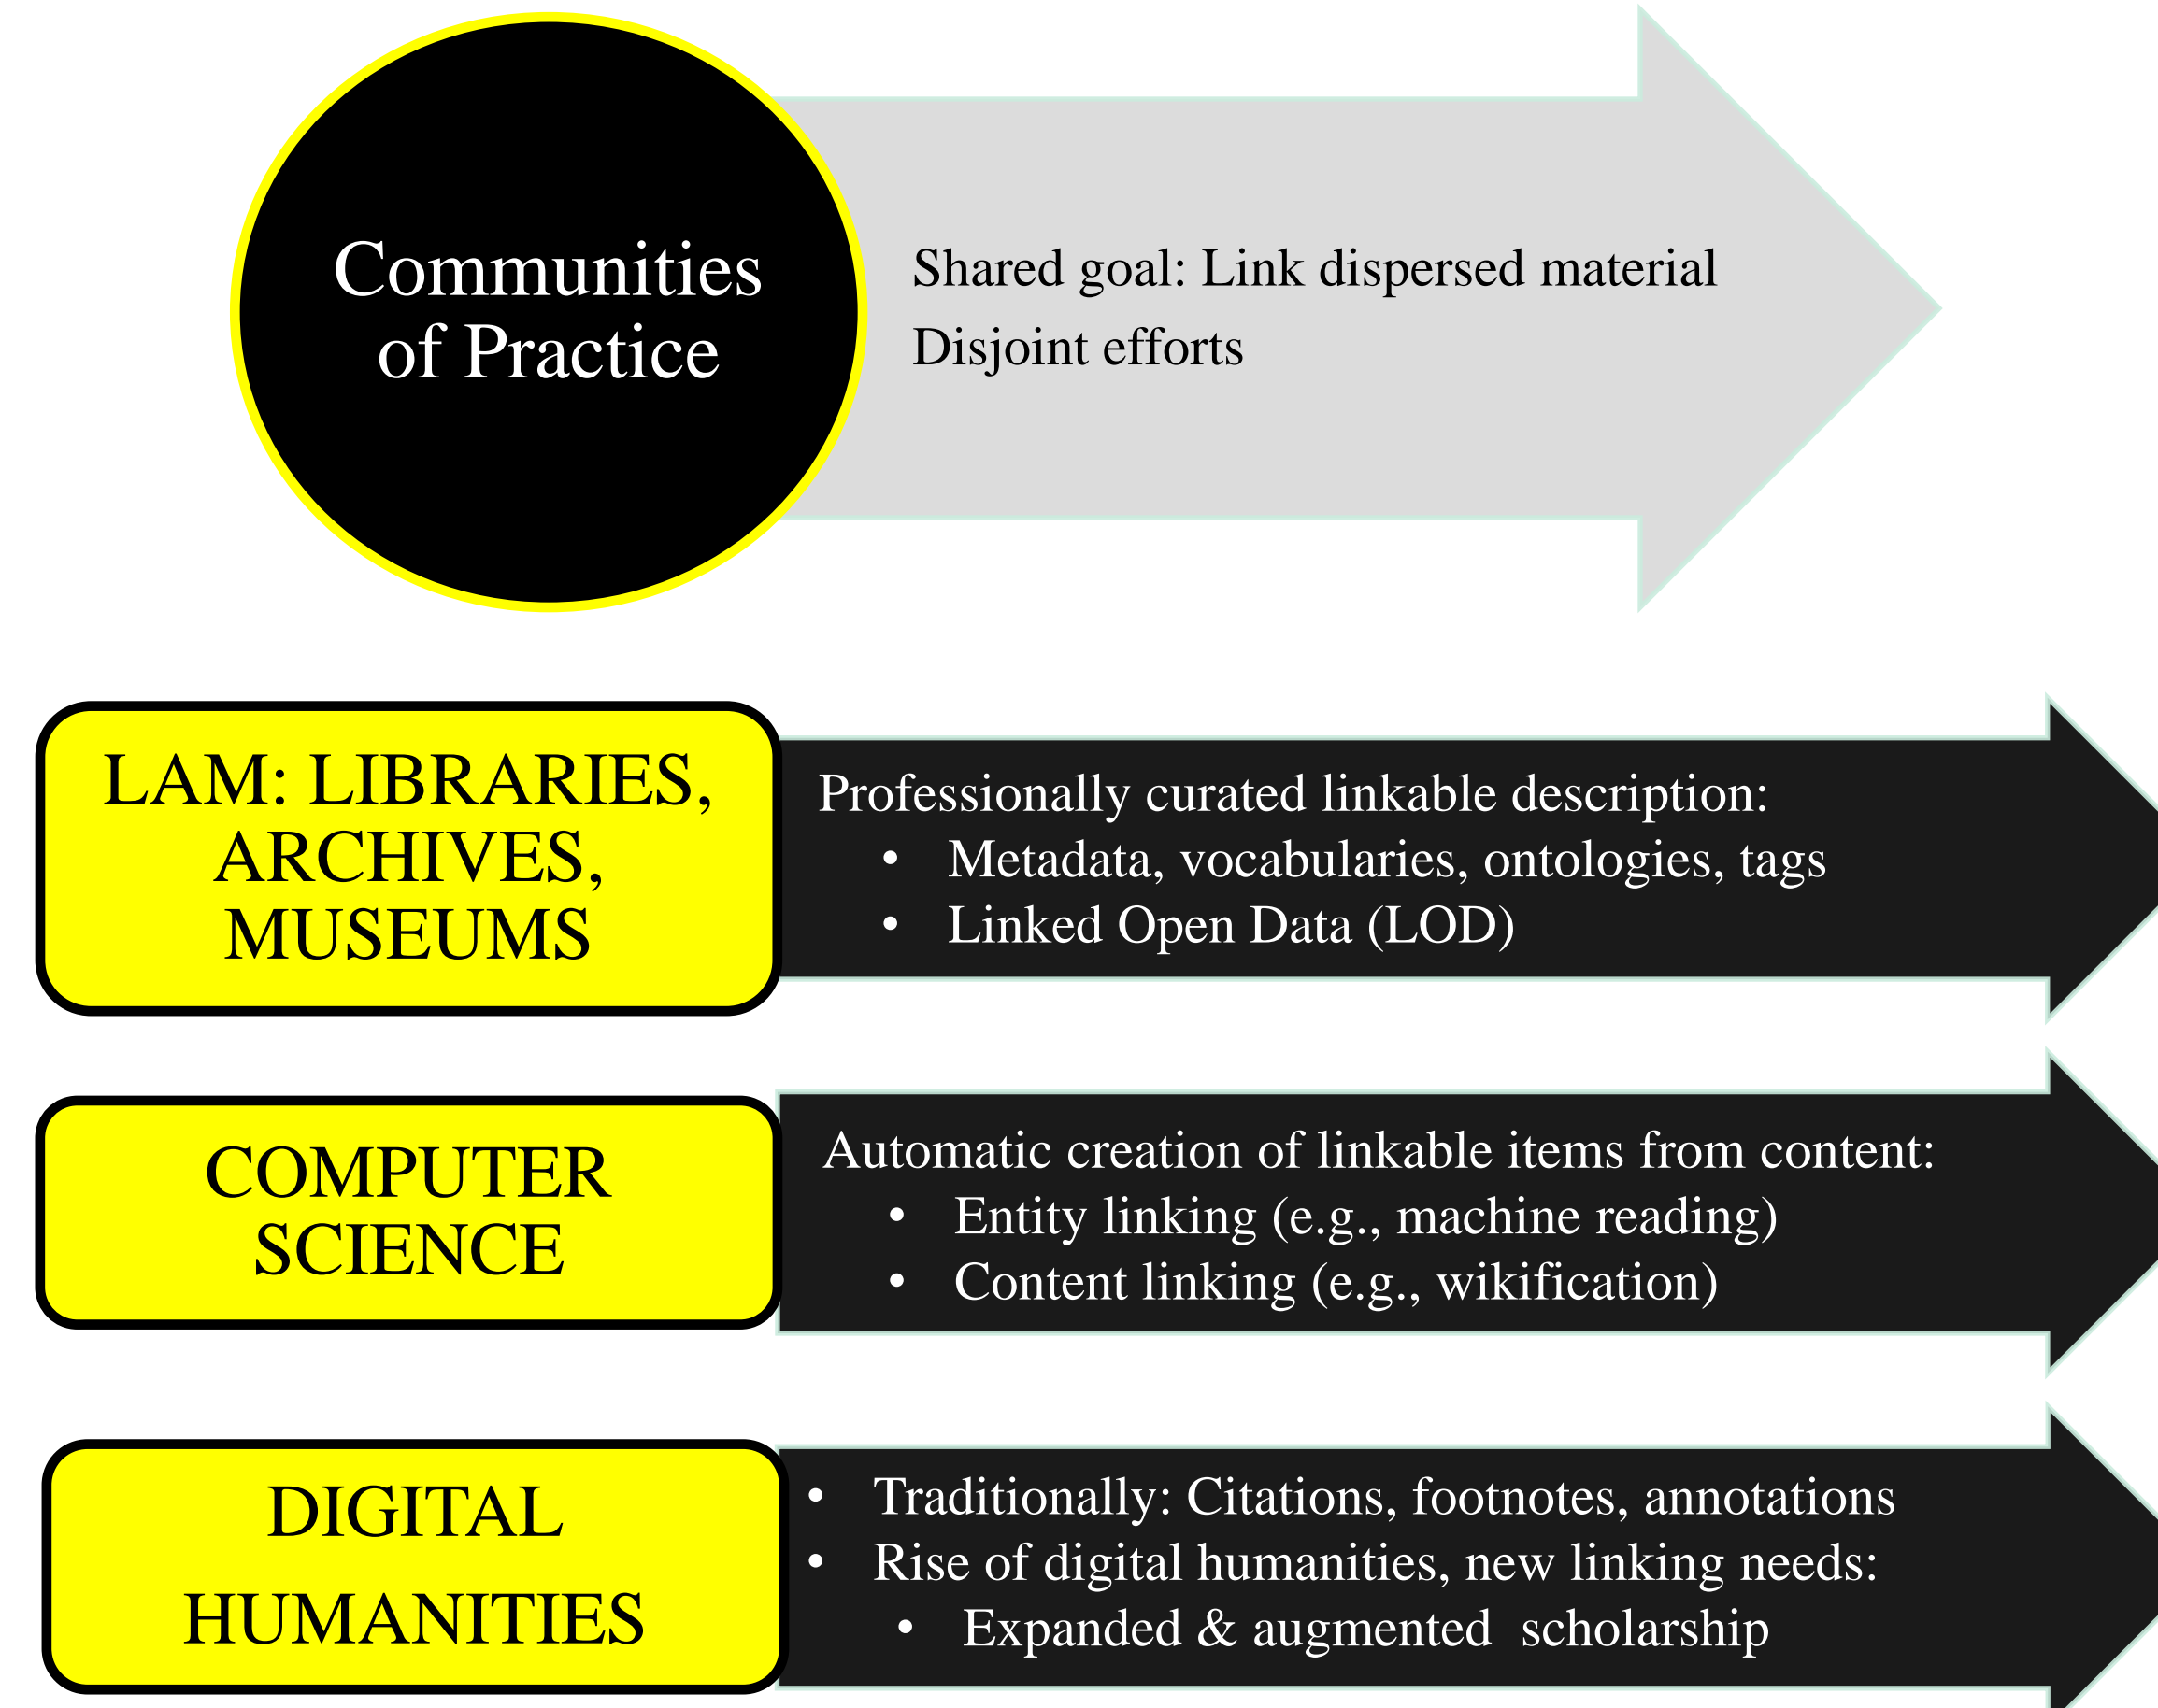 Communities
of Practice
Shared goal: Link dispersed material
Disjoint efforts
LAM: LIBRARIES,
ARCHIVES,
MUSEUMS
Professionally curated linkable description:
• Metadata, vocabularies, ontologies, tags
• Linked Open Data (LOD)
COMPUTER
SCIENCE
Automatic creation of linkable items from content:
• Entity linking (e.g., machine reading)
• Content linking (e.g., wikification)
DIGITAL
HUMANITIES
• Traditionally: Citations, footnotes, annotations
• Rise of digital humanities, new linking needs:
• Expanded & augmented  scholarship